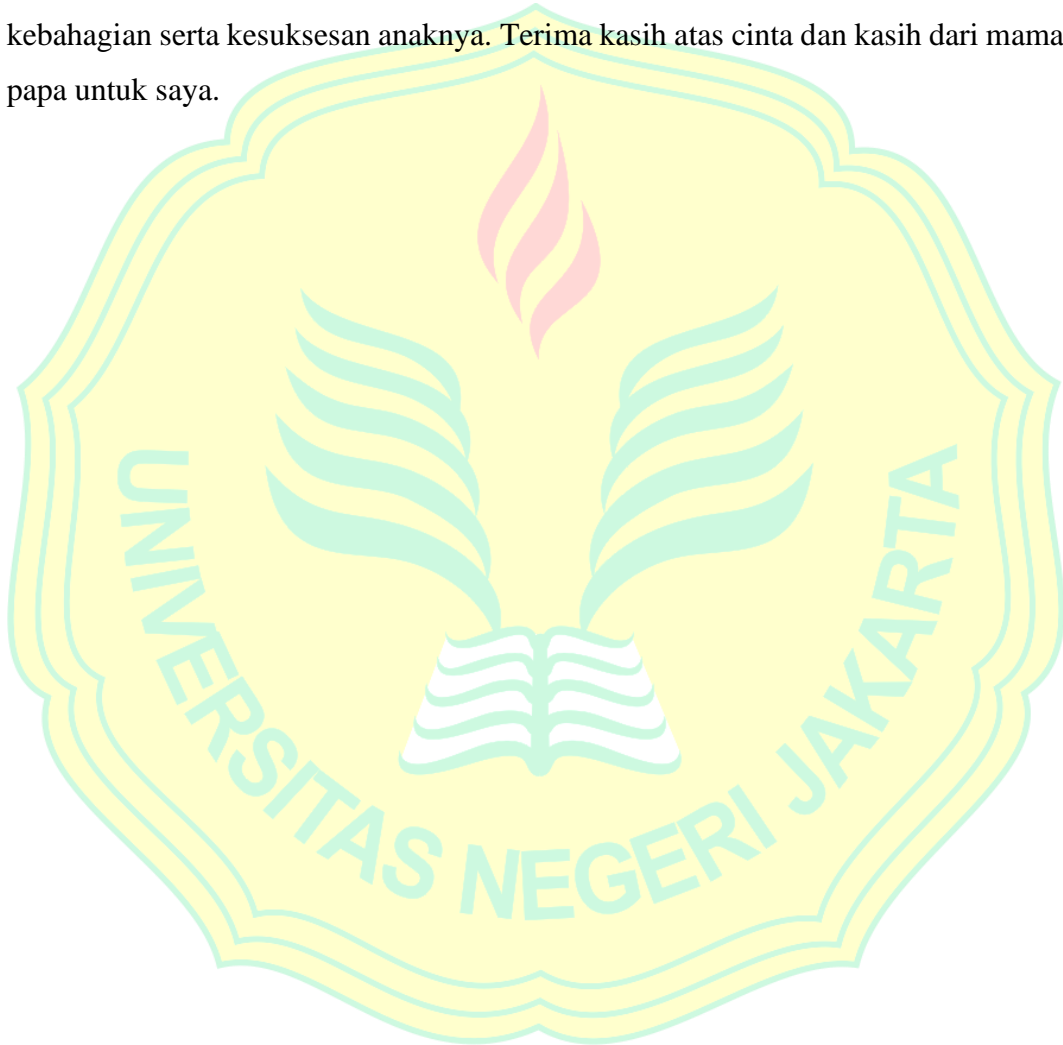 kebahagian serta kesuksesan anaknya. Terima kasih atas cinta dan kasih dari mama
papa untuk saya.
UNIVERSITAS NEGERI JAKARTA